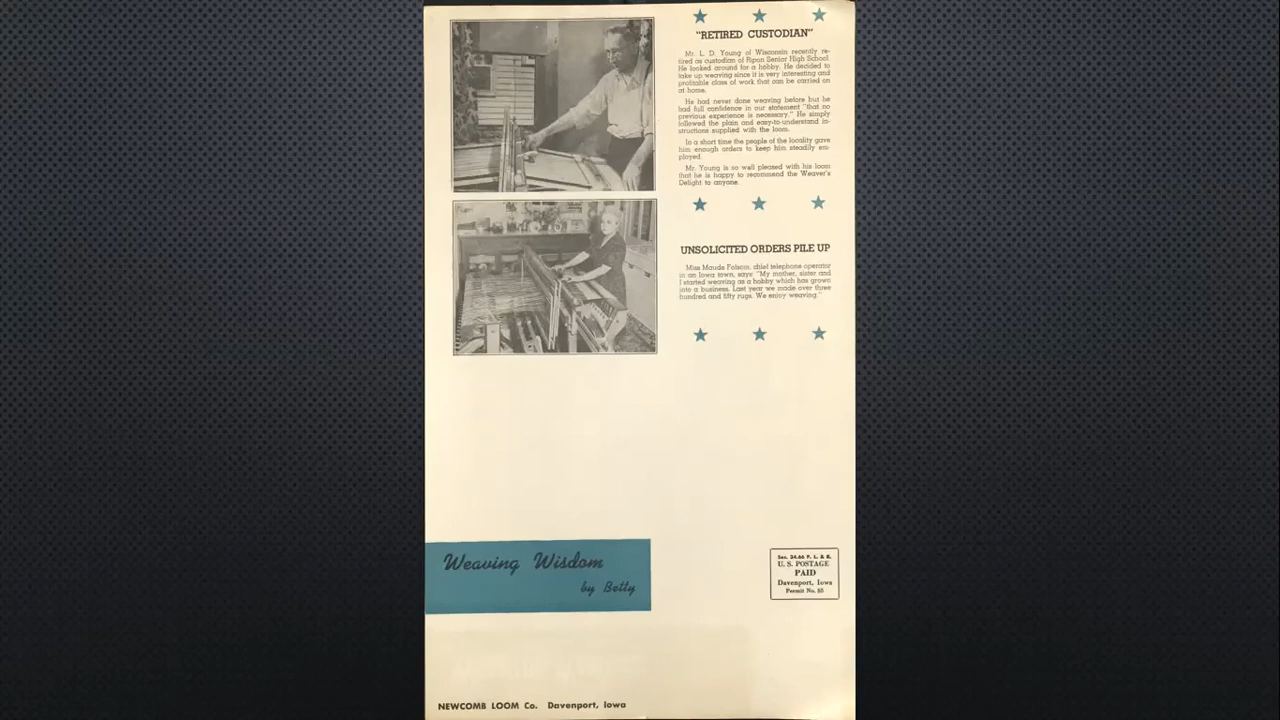 "RETIRED CUSTODIAN"
Mr. L. D. Young of Wisconsin recently re-
tired as custodian of Ripon Senior High School.
He looked around for a hobby. He decided to
take up weaving since it is very interesting and
profitable class of work that can be carried on
at home.
He had never done weaving before but he
had full confidence in our statement "that no
previous experience is necessary." He simply
followed the plain and easy-to-understand in-
structions supplied with the loom.
In a short time the people of the locality gave
him enough orders to keep him steadily em-
ployed.
Mr. Young is so well pleased with his loom
that he is happy to recommend the Weaver's
Delight to anyone.
UNSOLICITED ORDERS PILE UP
Miss Maude Folsom, chief telephone operator
in an Iowa town, says: "My mother, sister and
I started weaving as a hobby which has grown
into a business. Last year we made over three
hundred and fifty rugs. We enjoy weaving."
Weaving Wisdom
by Betty
Sec. 34.66 P. L. & R.
U. S. POSTAGE
PAID
Davenport, Iowa
Permit No. 55
NEWCOMB LOOM Co. Davenport, Iowa